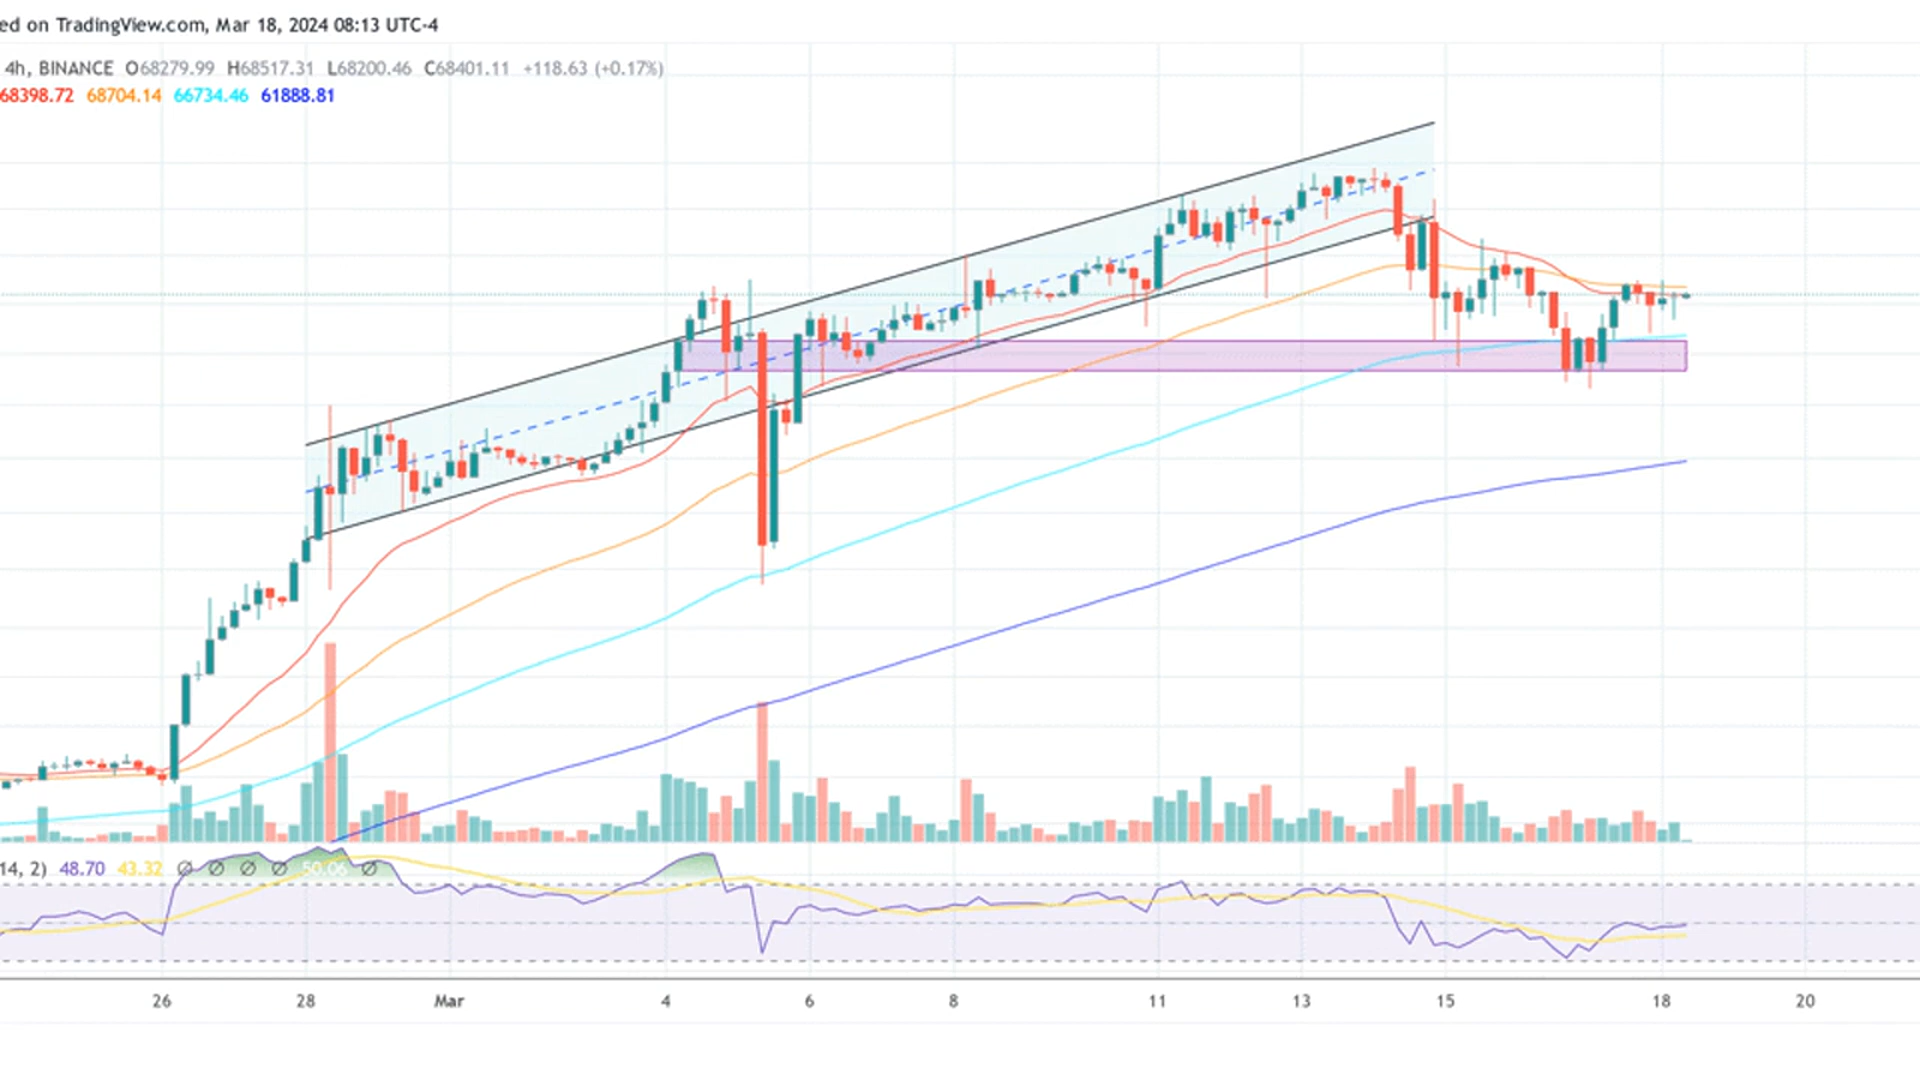 ed on TradingView.com, Mar 18, 2024 08:13 UTC-4
4h, BINANCE O68279.99 H68517.31 L68200.46 C68401.11 +118.63 (+0.17%)
68398.72 68704.14 66734.46 61888.81
14, 2) 48.70 43.32 ∅ ∅ ∅ ∅ 50.06 ∅
26 28 Mar 4 6 8 11 13 15 18 20